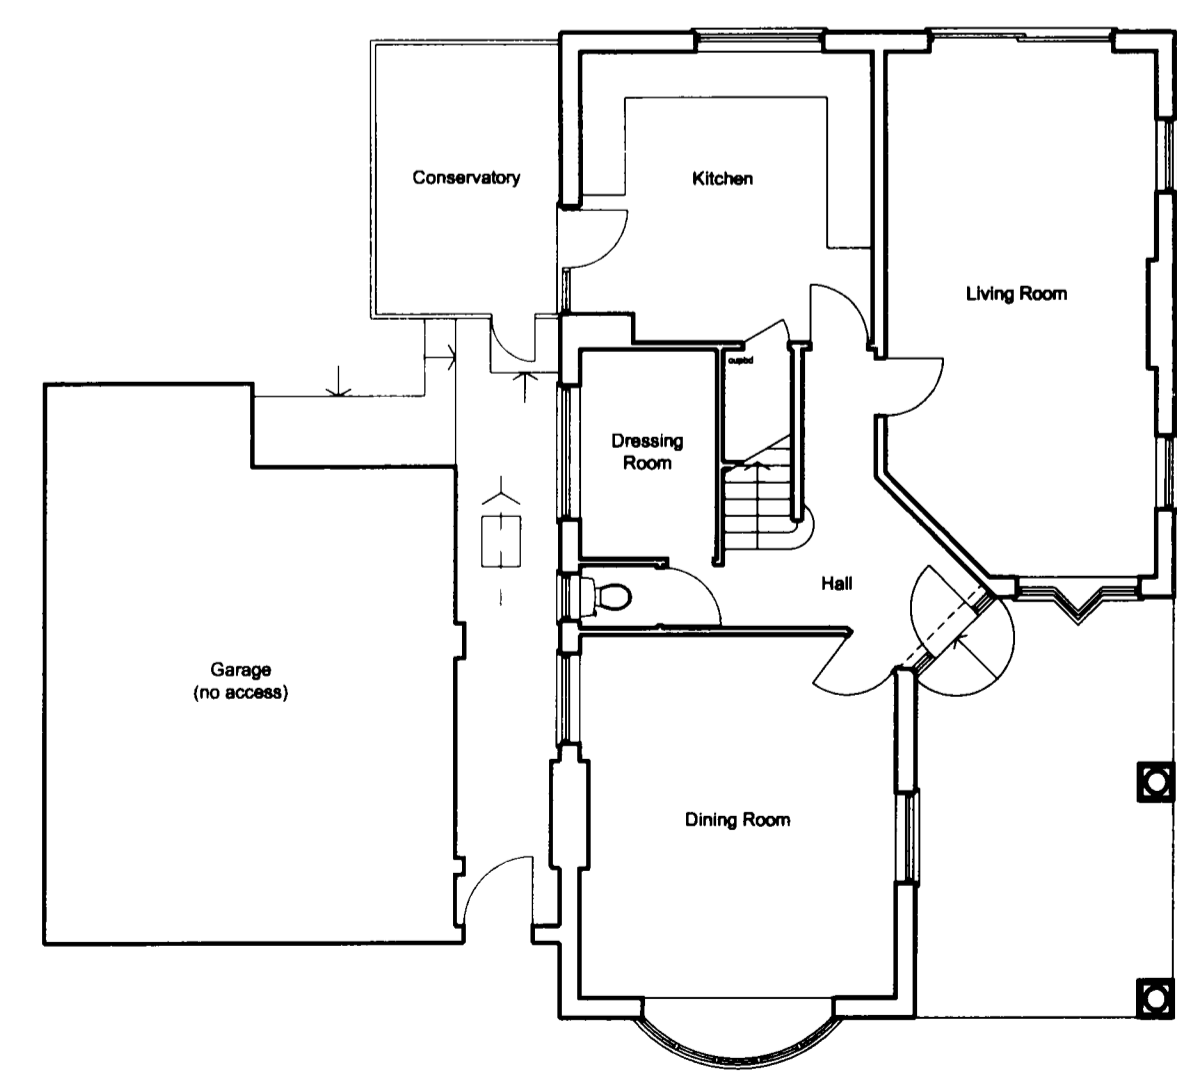 Conservatory
Kitchen
Living Room
cupbd
Dressing
Room
Hall
Garage
(no access)
Dining Room